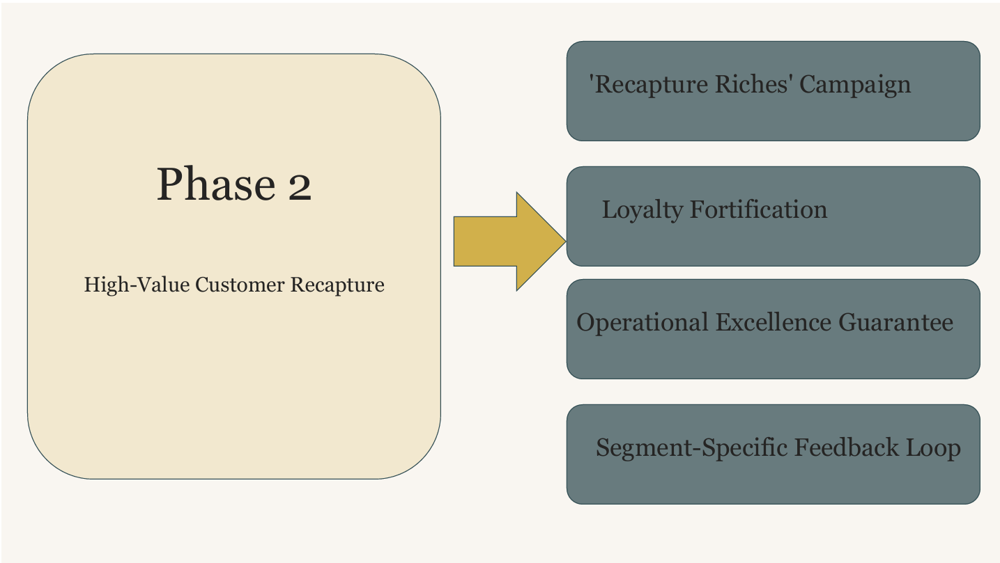 Phase 2
High-Value Customer Recapture
'Recapture Riches' Campaign
Loyalty Fortification
Operational Excellence Guarantee
Segment-Specific Feedback Loop